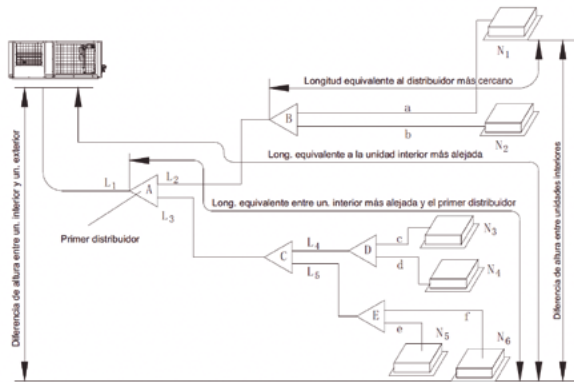 N1
Longitud equivalente al distribuidor más cercano
a
B
b
N2
Long. equivalente a la unidad interior más alejada
L1
A
L2
Long. equivalente entre un. interior más alejada y el primer distribuidor
L3
Primer distribuidor
N3
L4
c
D
C
d
N4
L5
E
f
e
N5
N6
Diferencia de altura entre un. interior y un. exterior
Diferencia de altura entre unidades interiores